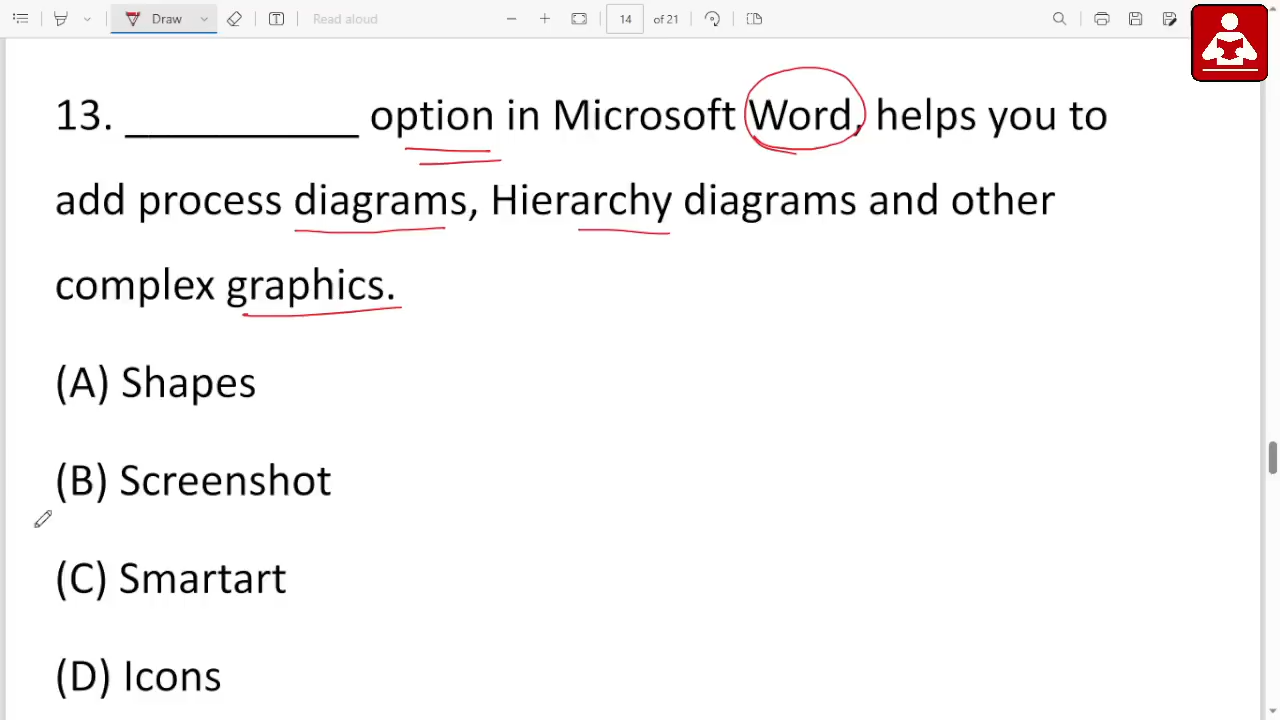 Draw
Read aloud
14 of 21
13. __________ option in Microsoft Word, helps you to
add process diagrams, Hierarchy diagrams and other
complex graphics.
(A) Shapes
(B) Screenshot
(C) Smartart
(D) Icons